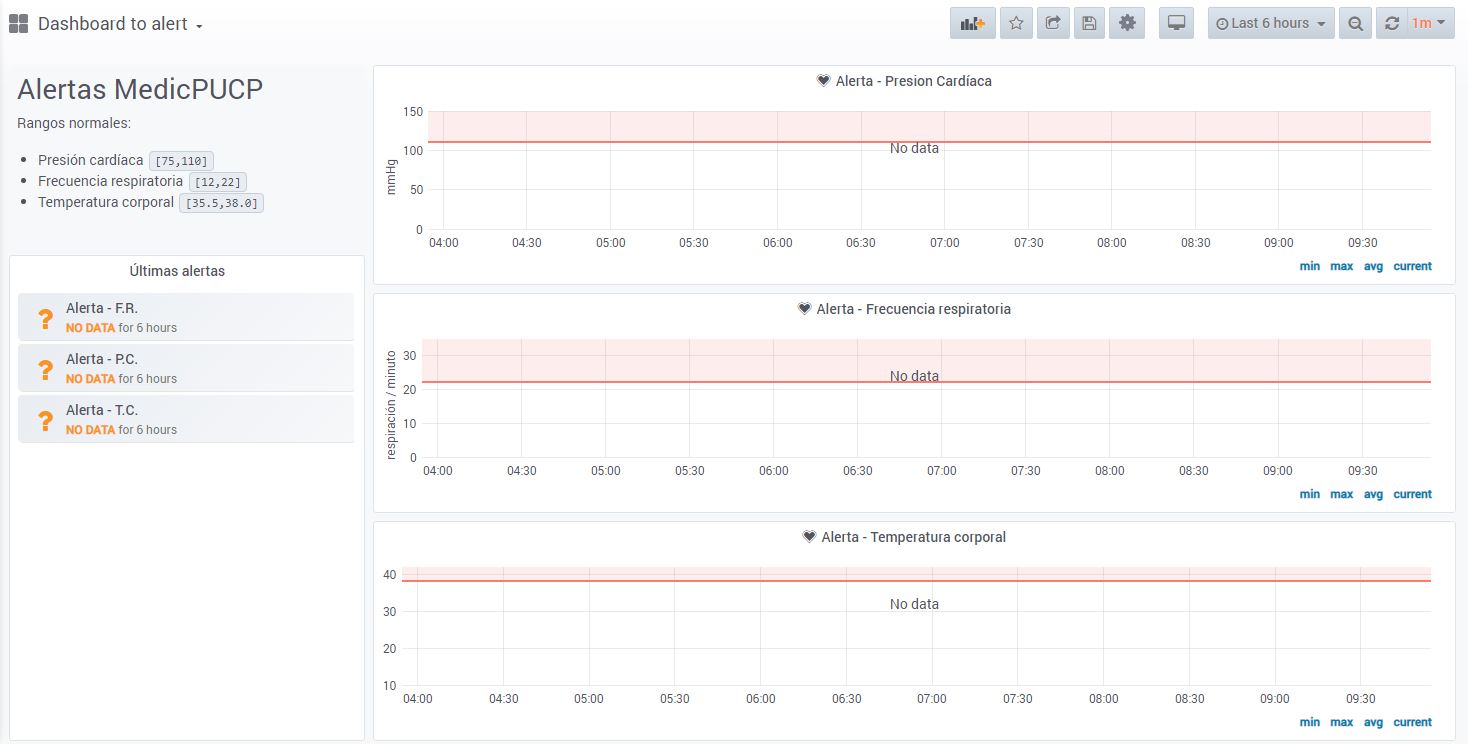 Dashboard to alert
Last 6 hours
1m
Alertas MedicPUCP
Rangos normales:
Presión cardíaca [75,110]
Frecuencia respiratoria [12,22]
Temperatura corporal [35.5,38.0]
Últimas alertas
Alerta - F.R.
NO DATA for 6 hours
Alerta - P.C.
NO DATA for 6 hours
Alerta - T.C.
NO DATA for 6 hours
Alerta - Presion Cardíaca
150
100
50
0
mmHg
No data
04:00 04:30 05:00 05:30 06:00 06:30 07:00 07:30 08:00 08:30 09:00 09:30
min max avg current
Alerta - Frecuencia respiratoria
30
20
10
0
respiración / minuto
No data
04:00 04:30 05:00 05:30 06:00 06:30 07:00 07:30 08:00 08:30 09:00 09:30
min max avg current
Alerta - Temperatura corporal
40
30
20
10
No data
04:00 04:30 05:00 05:30 06:00 06:30 07:00 07:30 08:00 08:30 09:00 09:30
min max avg current